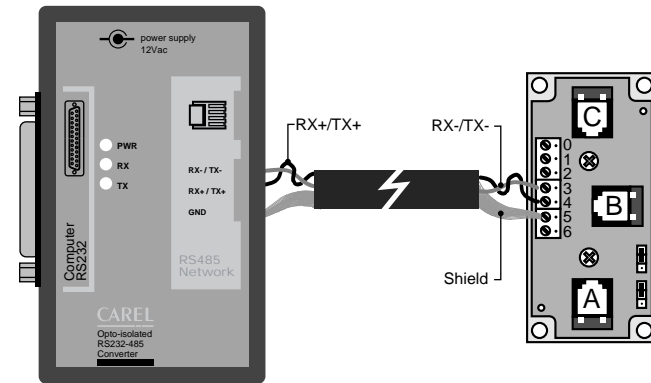 power supply
12Vac
PWR
RX
TX
Computer
RS232
RX- / TX-
RX+ / TX+
GND
RS485
Network
CAREL
Opto-isolated
RS232-485
Converter
RX+/TX+
RX-/TX-
Shield
C
0
1
2
3
4
5
6
B
A